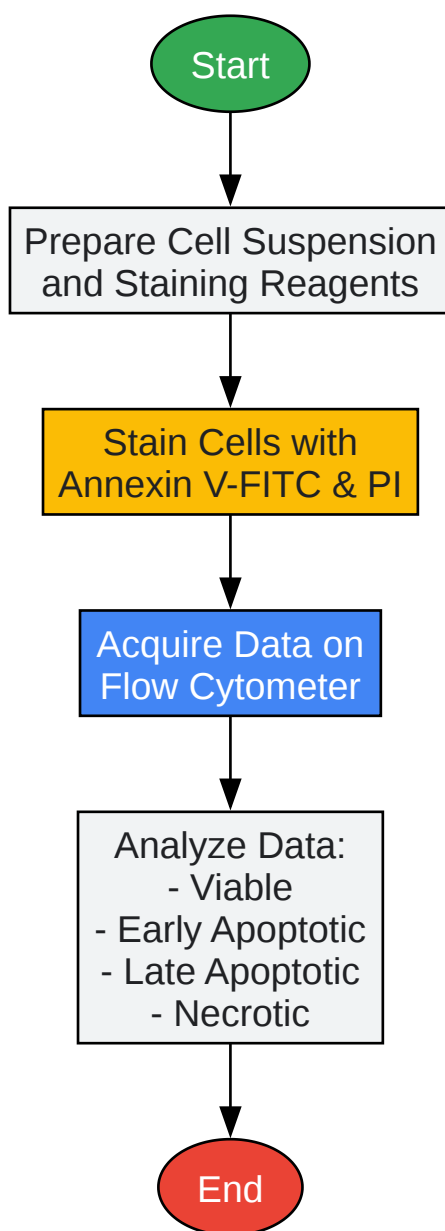 Start
Prepare Cell Suspension
and Staining Reagents
Stain Cells with
Annexin V-FITC & PI
Acquire Data on
Flow Cytometer
Analyze Data:
- Viable
- Early Apoptotic
- Late Apoptotic
- Necrotic
End